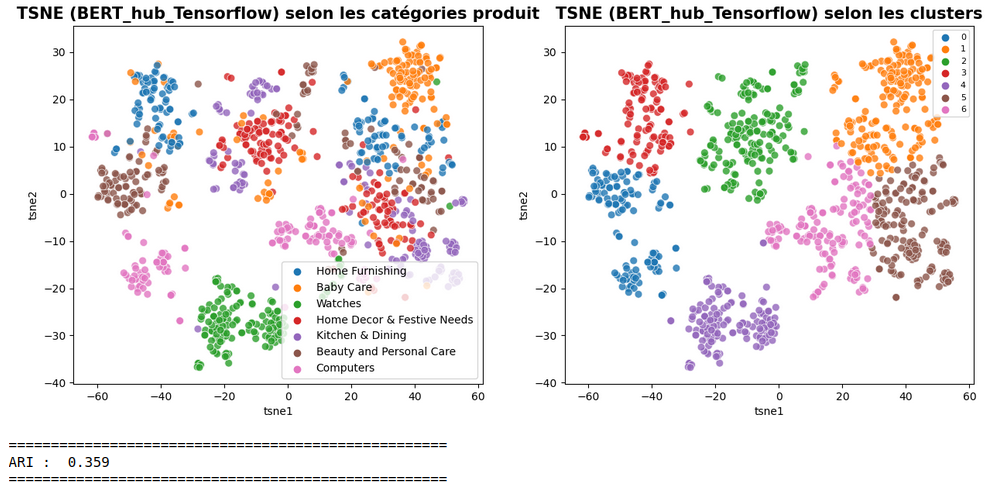 TSNE (BERT_hub_Tensorflow) selon les catégories produit
TSNE (BERT_hub_Tensorflow) selon les clusters
30
20
10
0
−10
−20
−30
−40
tsne2
−60
−40
−20
0
20
40
60
tsne1
Home Furnishing
Baby Care
Watches
Home Decor & Festive Needs
Kitchen & Dining
Beauty and Personal Care
Computers
30
20
10
0
−10
−20
−30
−40
tsne2
−60
−40
−20
0
20
40
60
tsne1
0
1
2
3
4
5
6
====================================================
ARI :  0.359
====================================================